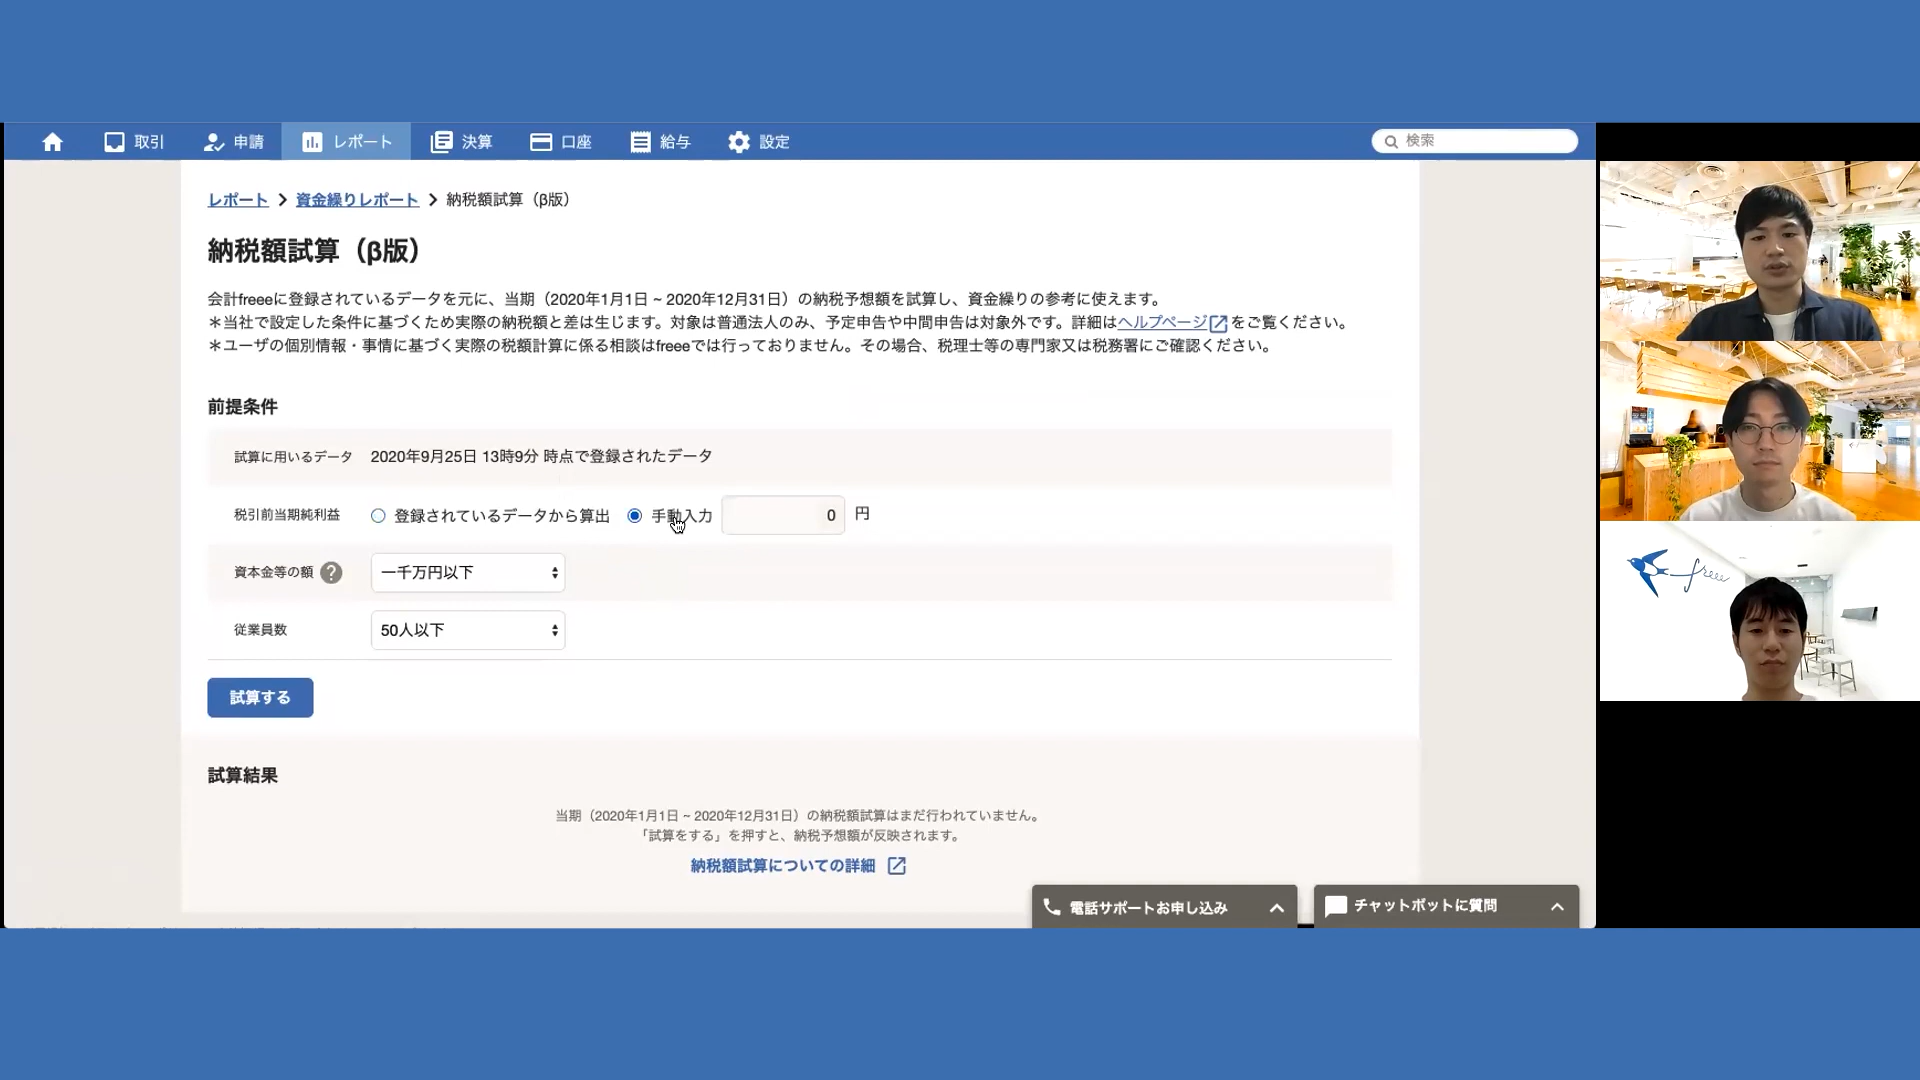 取引 申請 レポート 決算 口座 給与 設定 検索
レポート 資金繰りレポート 納税額試算（β版）
納税額試算（β版）
会計freeeに登録されているデータを元に、当期（2020年1月1日 ~ 2020年12月31日）の納税予想額を試算し、資金繰りの参考に使えます。
＊当社で設定した条件に基づくため実際の納税額と差は生じます。対象は普通法人のみ、予定申告や中間申告は対象外です。詳細はヘルプページをご覧ください。
＊ユーザの個別情報・事情に基づく実際の税額計算に係る相談はfreeeでは行っておりません。その場合、税理士等の専門家又は税務署にご確認ください。
前提条件
試算に用いるデータ 2020年9月25日 13時9分 時点で登録されたデータ
税引前当期純利益 登録されているデータから算出 手動入力 0 円
資本金等の額 ? 一千万円以下
従業員数 50人以下
試算する
試算結果
当期（2020年1月1日 ~ 2020年12月31日）の納税額試算はまだ行われていません。
「試算をする」を押すと、納税予想額が反映されます。
納税額試算についての詳細
電話サポートお申し込み チャットボットに質問
freee